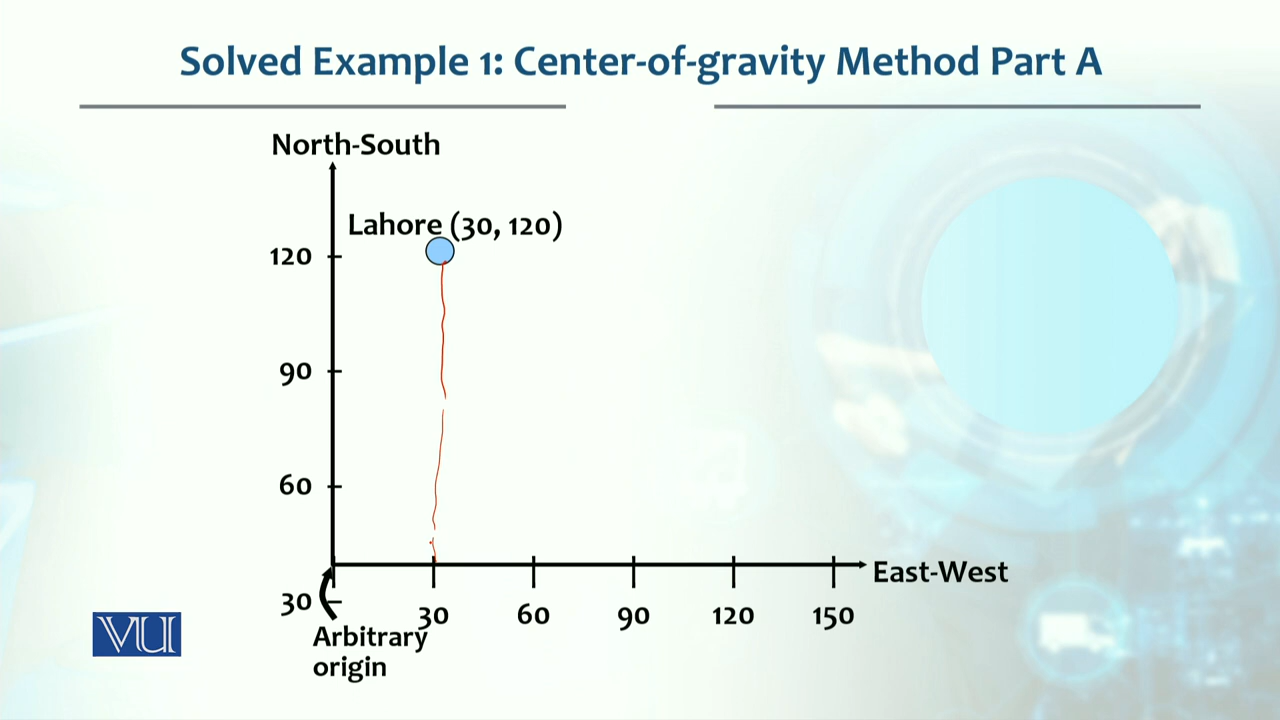 Solved Example 1: Center-of-gravity Method Part A
North-South
Lahore (30, 120)
120
90
60
30
East-West
30 60 90 120 150
Arbitrary
origin
VU